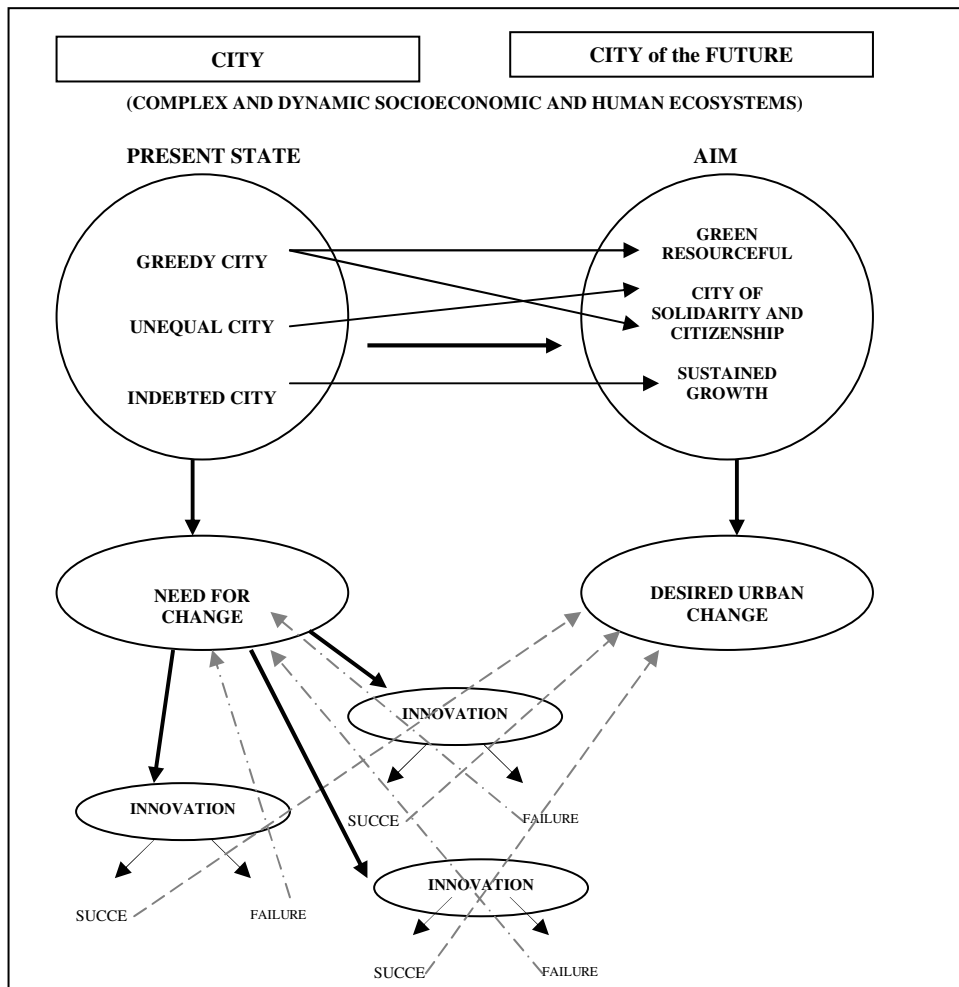 CITY
CITY of the FUTURE
(COMPLEX AND DYNAMIC SOCIOECONOMIC AND HUMAN ECOSYSTEMS)
PRESENT STATE
AIM
GREEDY CITY
UNEQUAL CITY
INDEBTED CITY
GREEN
RESOURCEFUL
CITY OF
SOLIDARITY AND
CITIZENSHIP
SUSTAINED
GROWTH
NEED FOR
CHANGE
DESIRED URBAN
CHANGE
INNOVATION
SUCCE
FAILURE
INNOVATION
SUCCE
FAILURE
INNOVATION
SUCCE
FAILURE